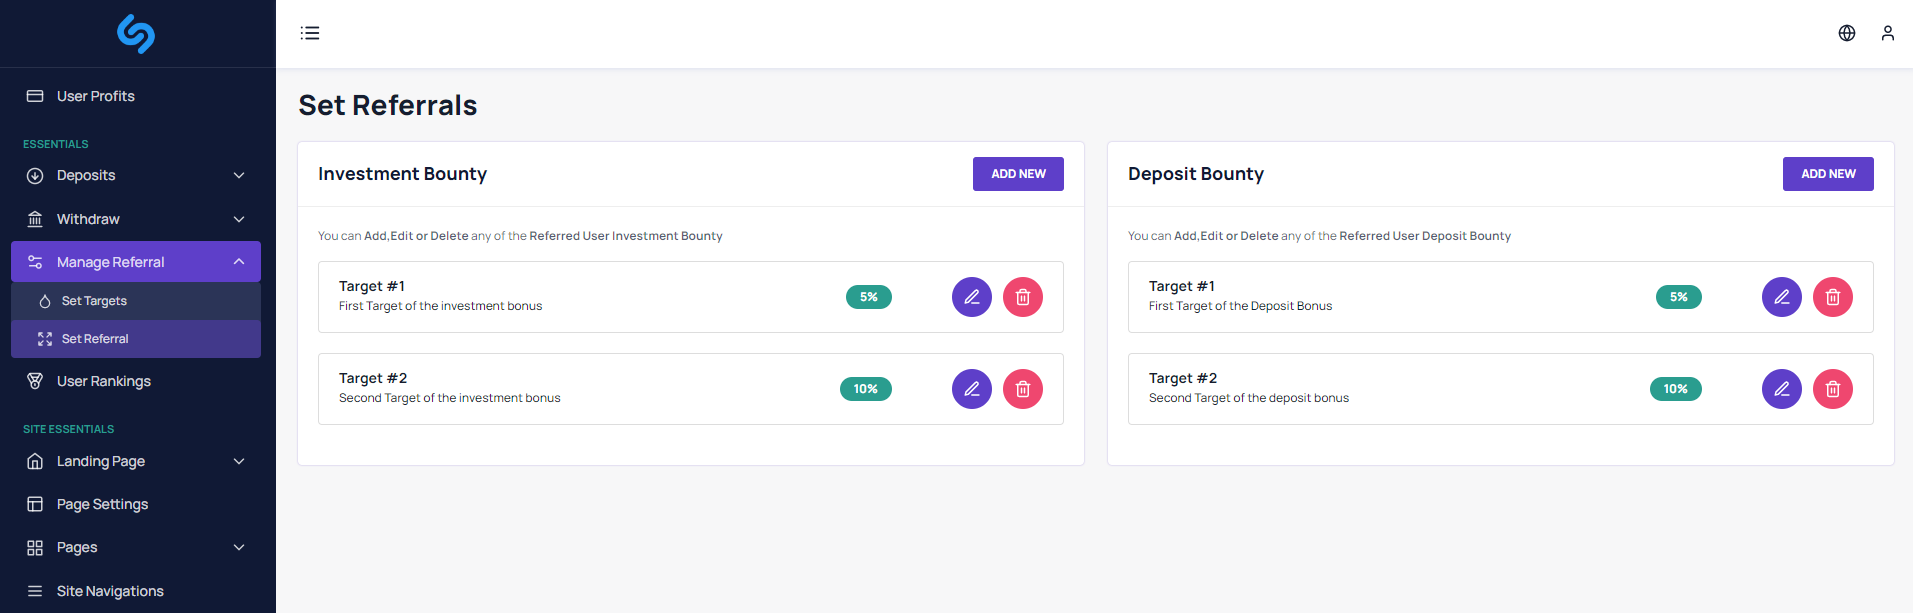 User Profits
ESSENTIALS
Deposits
Withdraw
Manage Referral
Set Targets
Set Referral
User Rankings
SITE ESSENTIALS
Landing Page
Page Settings
Pages
Site Navigations
Set Referrals
Investment Bounty
ADD NEW
You can Add,Edit or Delete any of the Referred User Investment Bounty
Target #1
First Target of the investment bonus
5%
Target #2
Second Target of the investment bonus
10%
Deposit Bounty
ADD NEW
You can Add,Edit or Delete any of the Referred User Deposit Bounty
Target #1
First Target of the Deposit Bonus
5%
Target #2
Second Target of the deposit bonus
10%